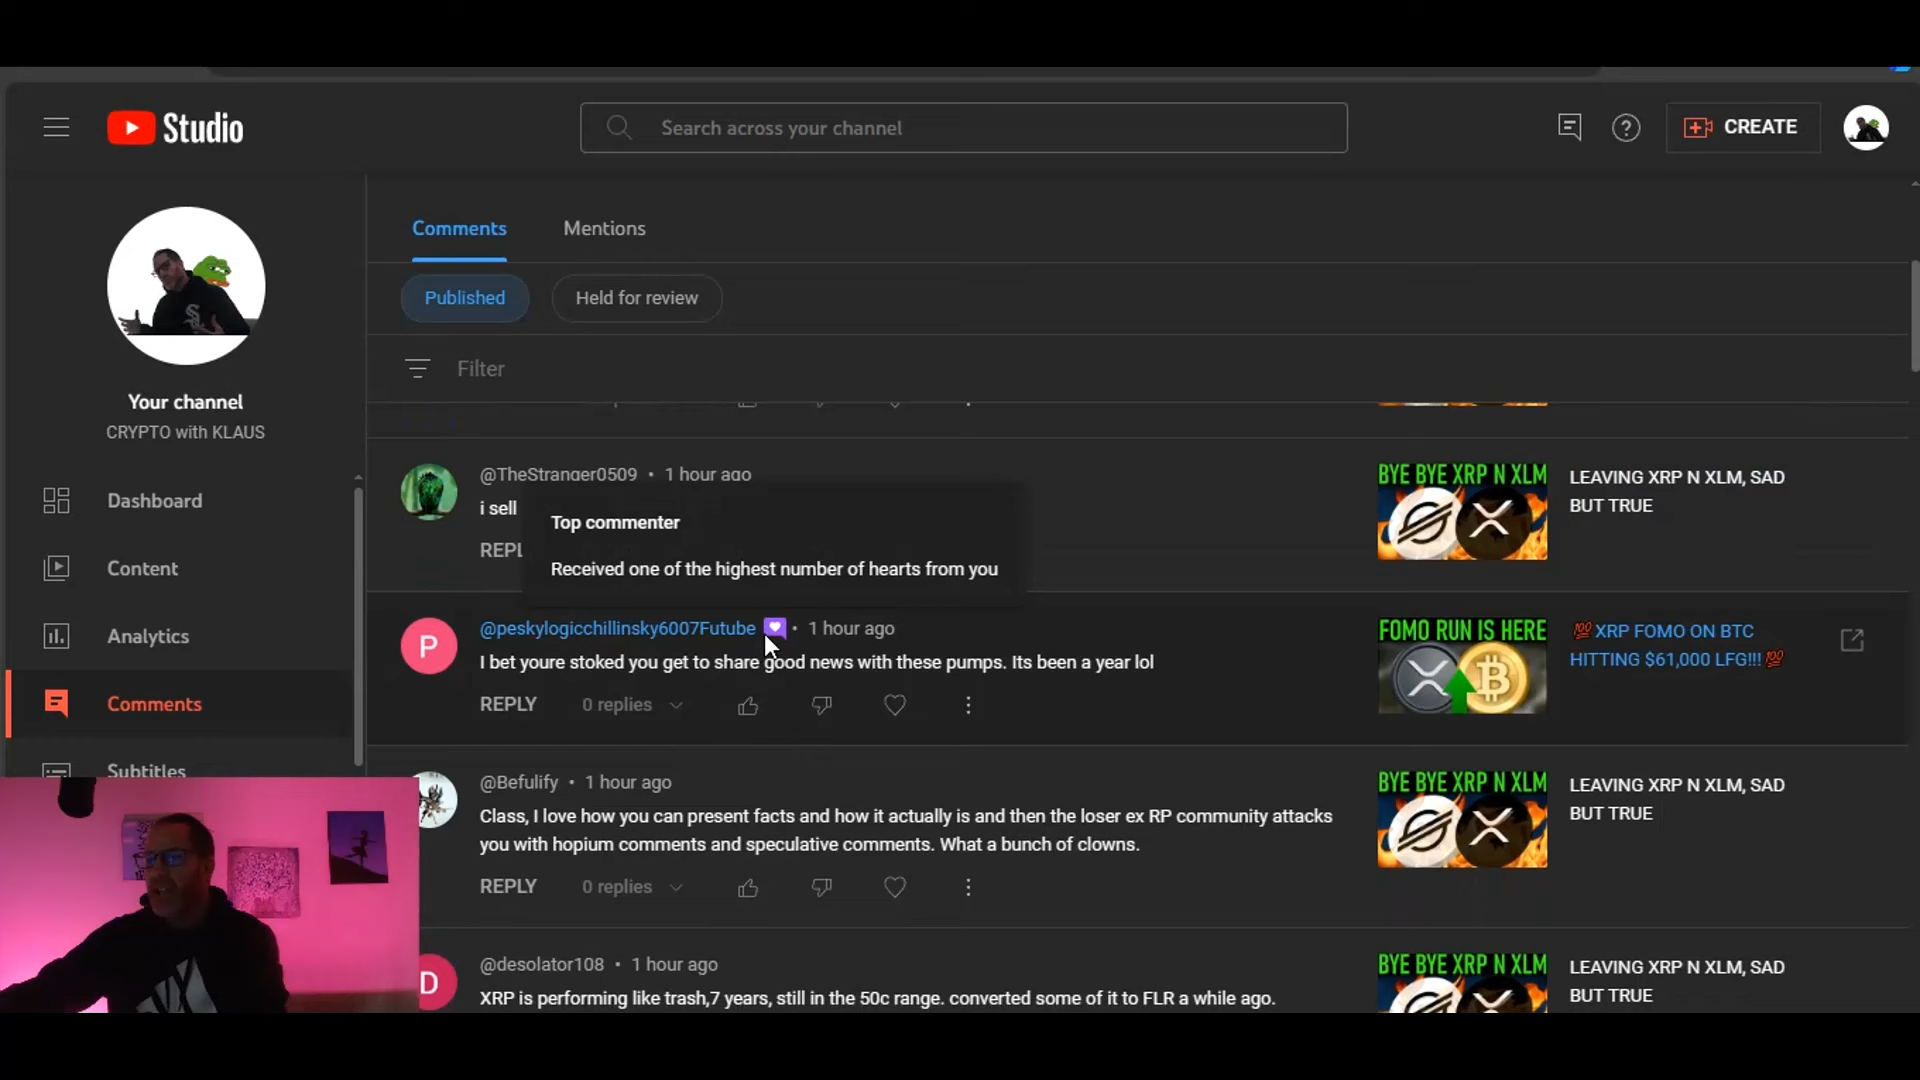 Studio
Search across your channel
CREATE
Your channel
CRYPTO with KLAUS
Dashboard
Content
Analytics
Comments
Subtitles
Comments
Mentions
Published
Held for review
Filter
@TheStranger0509 • 1 hour ago
i sell
REPL
BYE BYE XRP N XLM
LEAVING XRP N XLM, SAD
BUT TRUE
Top commenter
Received one of the highest number of hearts from you
P
@peskylogicchillinsky6007Futube • 1 hour ago
I bet youre stoked you get to share good news with these pumps. Its been a year lol
REPLY
0 replies
FOMO RUN IS HERE
💯XRP FOMO ON BTC
HITTING $61,000 LFG!!!💯
@Befulify • 1 hour ago
Class, I love how you can present facts and how it actually is and then the loser ex RP community attacks
you with hopium comments and speculative comments. What a bunch of clowns.
REPLY
0 replies
BYE BYE XRP N XLM
LEAVING XRP N XLM, SAD
BUT TRUE
D
@desolator108 • 1 hour ago
XRP is performing like trash,7 years, still in the 50c range. converted some of it to FLR a while ago.
BYE BYE XRP N XLM
LEAVING XRP N XLM, SAD
BUT TRUE